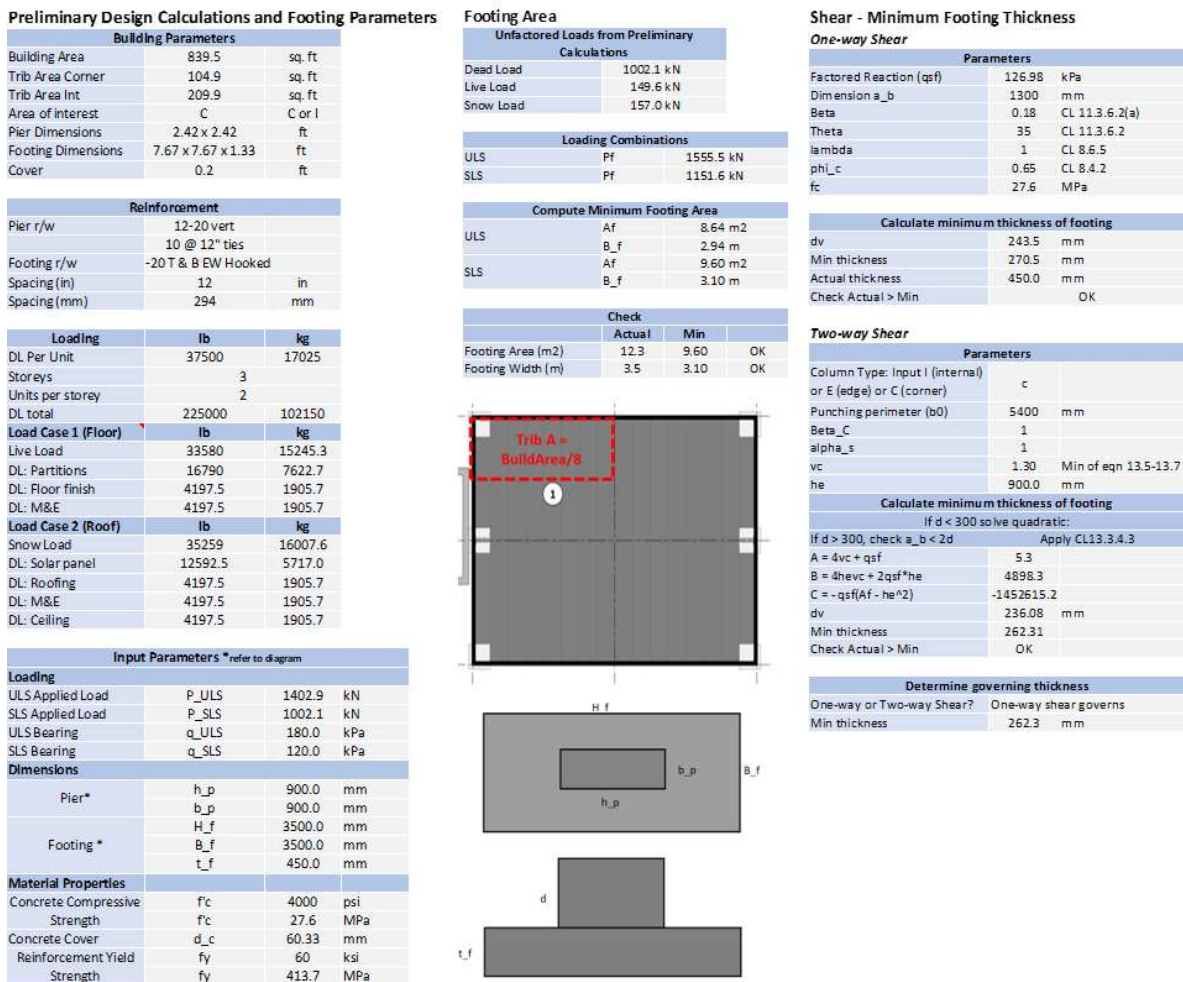 Preliminary Design Calculations and Footing Parameters
Building Parameters
Building Area 839.5 sq. ft
Trib Area Corner 104.9 sq. ft
Trib Area Int 209.9 sq. ft
Area of interest C C or I
Pier Dimensions 2.42 x 2.42 ft
Footing Dimensions 7.67 x 7.67 x 1.33 ft
Cover 0.2 ft
Reinforcement
Pier r/w 12-20 vert
10 @ 12" ties
Footing r/w -20 T & B EW Hooked
Spacing (in) 12 in
Spacing (mm) 294 mm
Loading lb kg
DL Per Unit 37500 17025
Storeys 3
Units per storey 2
DL total 225000 102150
Load Case 1 (Floor) lb kg
Live Load 33580 15245.3
DL: Partitions 16790 7622.7
DL: Floor finish 4197.5 1905.7
DL: M&E 4197.5 1905.7
Load Case 2 (Roof) lb kg
Snow Load 35259 16007.6
DL: Solar panel 12592.5 5717.0
DL: Roofing 4197.5 1905.7
DL: M&E 4197.5 1905.7
DL: Ceiling 4197.5 1905.7
Input Parameters *refer to diagram
Loading
ULS Applied Load P_ULS 1402.9 kN
SLS Applied Load P_SLS 1002.1 kN
ULS Bearing q_ULS 180.0 kPa
SLS Bearing q_SLS 120.0 kPa
Dimensions
Pier* h_p 900.0 mm
b_p 900.0 mm
Footing * H_f 3500.0 mm
B_f 3500.0 mm
t_f 450.0 mm
Material Properties
Concrete Compressive f'c 4000 psi
Strength f'c 27.6 MPa
Concrete Cover d_c 60.33 mm
Reinforcement Yield fy 60 ksi
Strength fy 413.7 MPa
Footing Area
Unfactored Loads from Preliminary
Calculations
Dead Load 1002.1 kN
Live Load 149.6 kN
Snow Load 157.0 kN
Loading Combinations
ULS Pf 1555.5 kN
SLS Pf 1151.6 kN
Compute Minimum Footing Area
ULS Af 8.64 m2
B_f 2.94 m
SLS Af 9.60 m2
B_f 3.10 m
Check
Actual Min
Footing Area (m2) 12.3 9.60 OK
Footing Width (m) 3.5 3.10 OK
Trib A =
BuildArea/8
1
H_f
b_p B_f
h_p
d
t_f
Shear - Minimum Footing Thickness
One-way Shear
Parameters
Factored Reaction (qsf) 126.98 kPa
Dimension a_b 1300 mm
Beta 0.18 CL 11.3.6.2(a)
Theta 35 CL 11.3.6.2
lambda 1 CL 8.6.5
phi_c 0.65 CL 8.4.2
fc 27.6 MPa
Calculate minimum thickness of footing
dv 243.5 mm
Min thickness 270.5 mm
Actual thickness 450.0 mm
Check Actual > Min OK
Two-way Shear
Parameters
Column Type: Input I (internal)
or E (edge) or C (corner) c
Punching perimeter (b0) 5400 mm
Beta_C 1
alpha_s 1
vc 1.30 Min of eqn 13.5-13.7
he 900.0 mm
Calculate minimum thickness of footing
If d < 300 solve quadratic:
If d > 300, check a_b < 2d Apply CL13.3.4.3
A = 4vc + qsf 5.3
B = 4hevc + 2qsf*he 4898.3
C = - qsf(Af - he^2) -1452615.2
dv 236.08 mm
Min thickness 262.31
Check Actual > Min OK
Determine governing thickness
One-way or Two-way Shear? One-way shear governs
Min thickness 262.3 mm